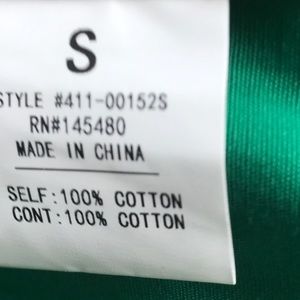 S
STYLE #411-00152S
RN#145480
MADE IN CHINA
SELF:100% COTTON
CONT:100% COTTON